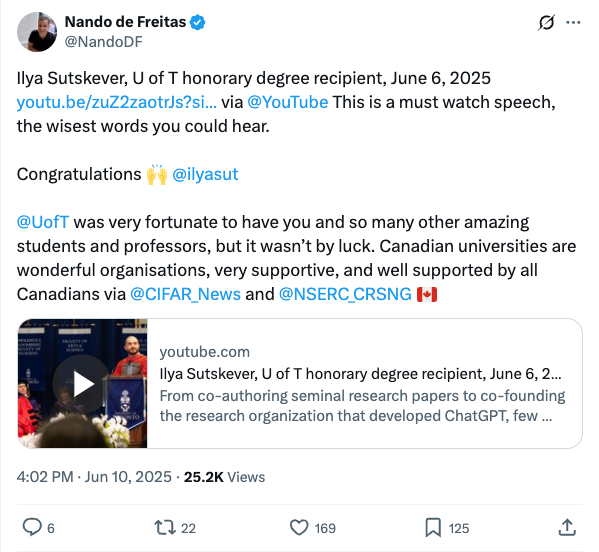 Nando de Freitas
@NandoDF
Ilya Sutskever, U of T honorary degree recipient, June 6, 2025
youtu.be/zuZ2zaotrJs?si... via @YouTube This is a must watch speech,
the wisest words you could hear.
Congratulations 🙌 @ilyasut
@UofT was very fortunate to have you and so many other amazing
students and professors, but it wasn’t by luck. Canadian universities are
wonderful organisations, very supportive, and well supported by all
Canadians via @CIFAR_News and @NSERC_CRSNG 🇨🇦
youtube.com
Ilya Sutskever, U of T honorary degree recipient, June 6, 2...
From co-authoring seminal research papers to co-founding
the research organization that developed ChatGPT, few ...
4:02 PM · Jun 10, 2025 · 25.2K Views
6 22 169 125